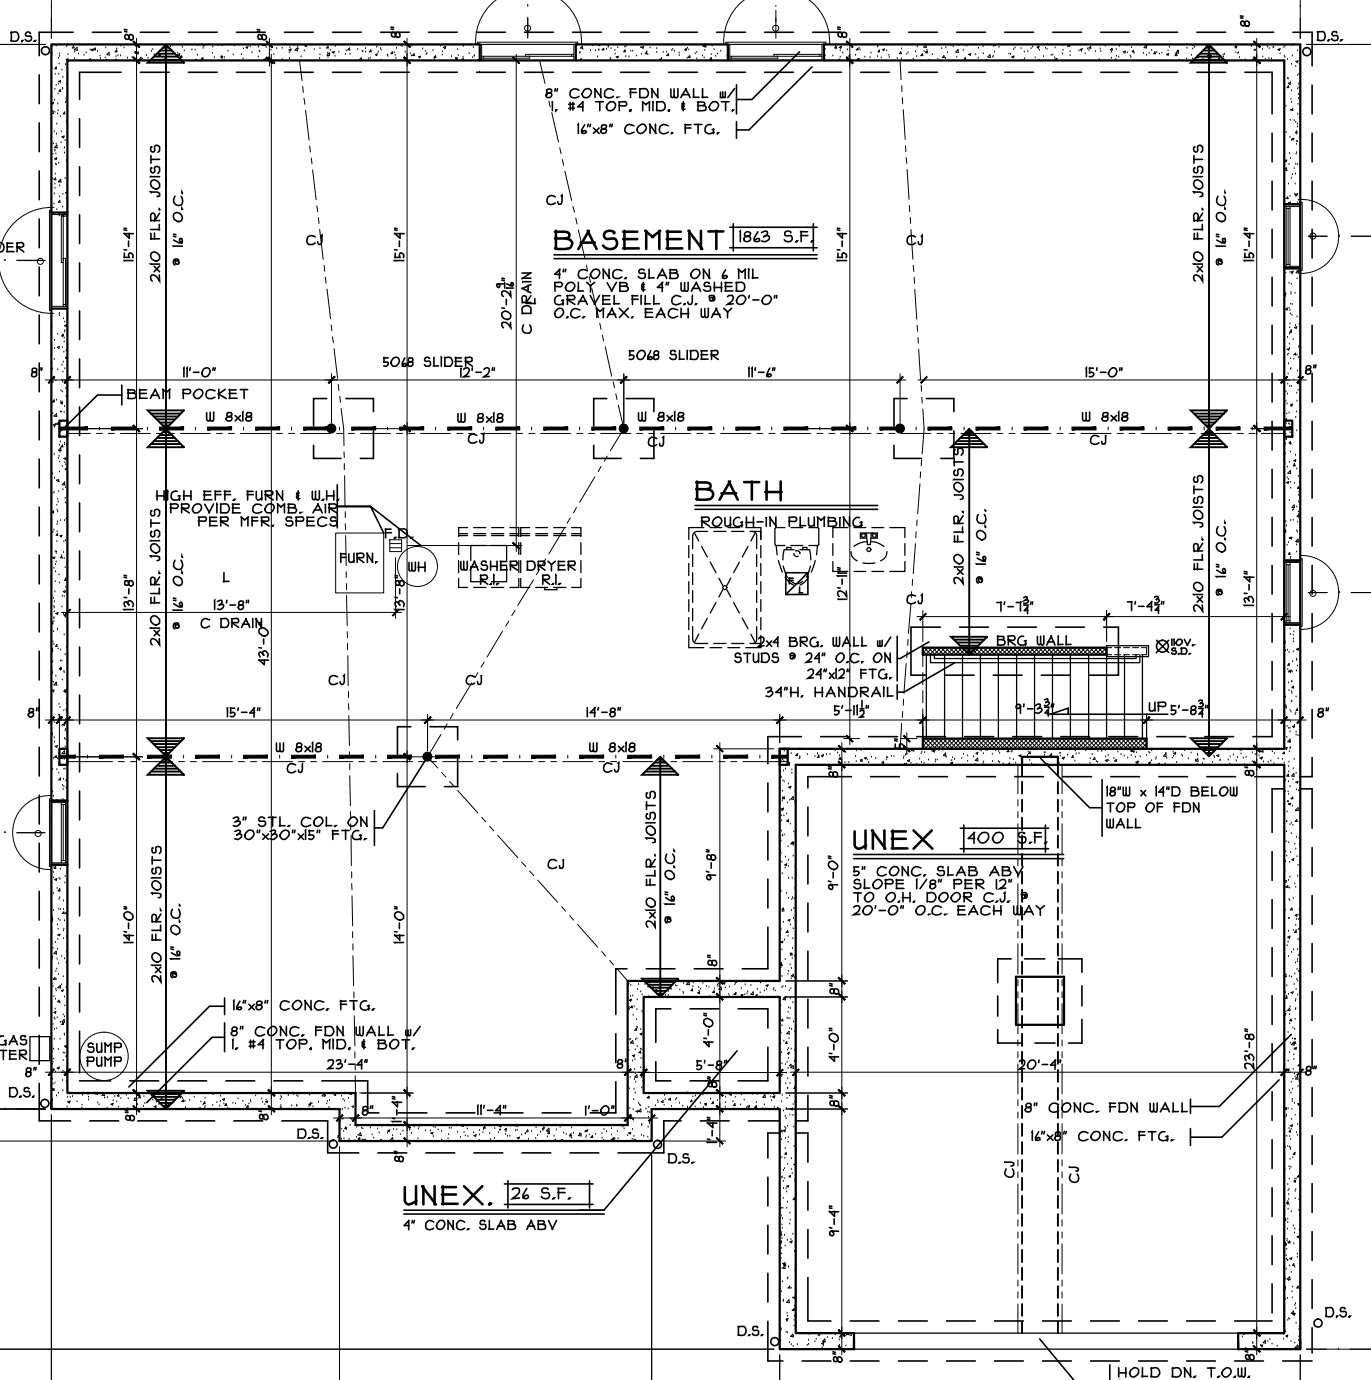 D.S.
8"
8"
8"
8"
8"
D.S.
8" CONC. FDN WALL w/
1, #4 TOP, MID, & BOT.
16"x8" CONC. FTG.
2x10 FLR. JOISTS
@ 16" O.C.
2x10 FLR. JOISTS
@ 16" O.C.
15'-4"
15'-4"
15'-4"
15'-4"
CJ
CJ
CJ
BASEMENT 1863 S.F.
4" CONC. SLAB ON 6 MIL
POLY VB & 4" WASHED
GRAVEL FILL C.J. @ 20'-0"
O.C. MAX. EACH WAY
C DRAIN
5068 SLIDER
5068 SLIDER
8"
11'-0"
12'-2"
11'-6"
15'-0"
8"
BEAM POCKET
W 8x18
W 8x18
W 8x18
W 8x18
CJ
CJ
CJ
HIGH EFF. FURN & W.H.
PROVIDE COMB. AIR
PER MFR. SPECS
F.D.
FURN.
WH
WASHER
R.I.
DRYER
R.I.
BATH
ROUGH-IN PLUMBING
2x10 FLR. JOISTS
@ 16" O.C.
2x10 FLR. JOISTS
@ 16" O.C.
2x10 FLR. JOISTS
@ 16" O.C.
L
13'-8"
13'-8"
C DRAIN
13'-8"
43'-0"
12'-11"
13'-4"
CJ
7'-7 3/4"
7'-4 3/4"
BRG WALL
110V.
S.D.
2x4 BRG. WALL w/
STUDS @ 24" O.C. ON
24"x12" FTG.
34"H. HANDRAIL
CJ
CJ
8"
15'-4"
14'-8"
5'-11 1/2"
9'-3 3/4"
UP
5'-8 3/4"
8"
W 8x18
W 8x18
CJ
CJ
3" STL. COL. ON
30"x30"x15" FTG.
8"
8"
18"W x 14"D BELOW
TOP OF FDN
WALL
UNEX 400 S.F.
5" CONC. SLAB ABV
SLOPE 1/8" PER 12"
TO O.H. DOOR C.J. @
20'-0" O.C. EACH WAY
2x10 FLR. JOISTS
@ 16" O.C.
2x10 FLR. JOISTS
@ 16" O.C.
CJ
9'-8"
9'-0"
14'-0"
14'-0"
8"
8"
16"x8" CONC. FTG.
8" CONC. FDN WALL w/
1, #4 TOP, MID, & BOT.
GAS
SUMP
PUMP
4'-0"
4'-0"
8"
23'-4"
8"
5'-8"
20'-4"
23'-8"
8"
D.S.
8"
8"
8"
1'-4"
11'-4"
1'-0"
8"
8"
1'-4"
8" CONC. FDN WALL
16"x8" CONC. FTG.
D.S.
8"
D.S.
CJ
CJ
UNEX. 26 S.F.
4" CONC. SLAB ABV
9'-4"
D.S.
D.S.
8"
8"
HOLD DN. T.O.W.